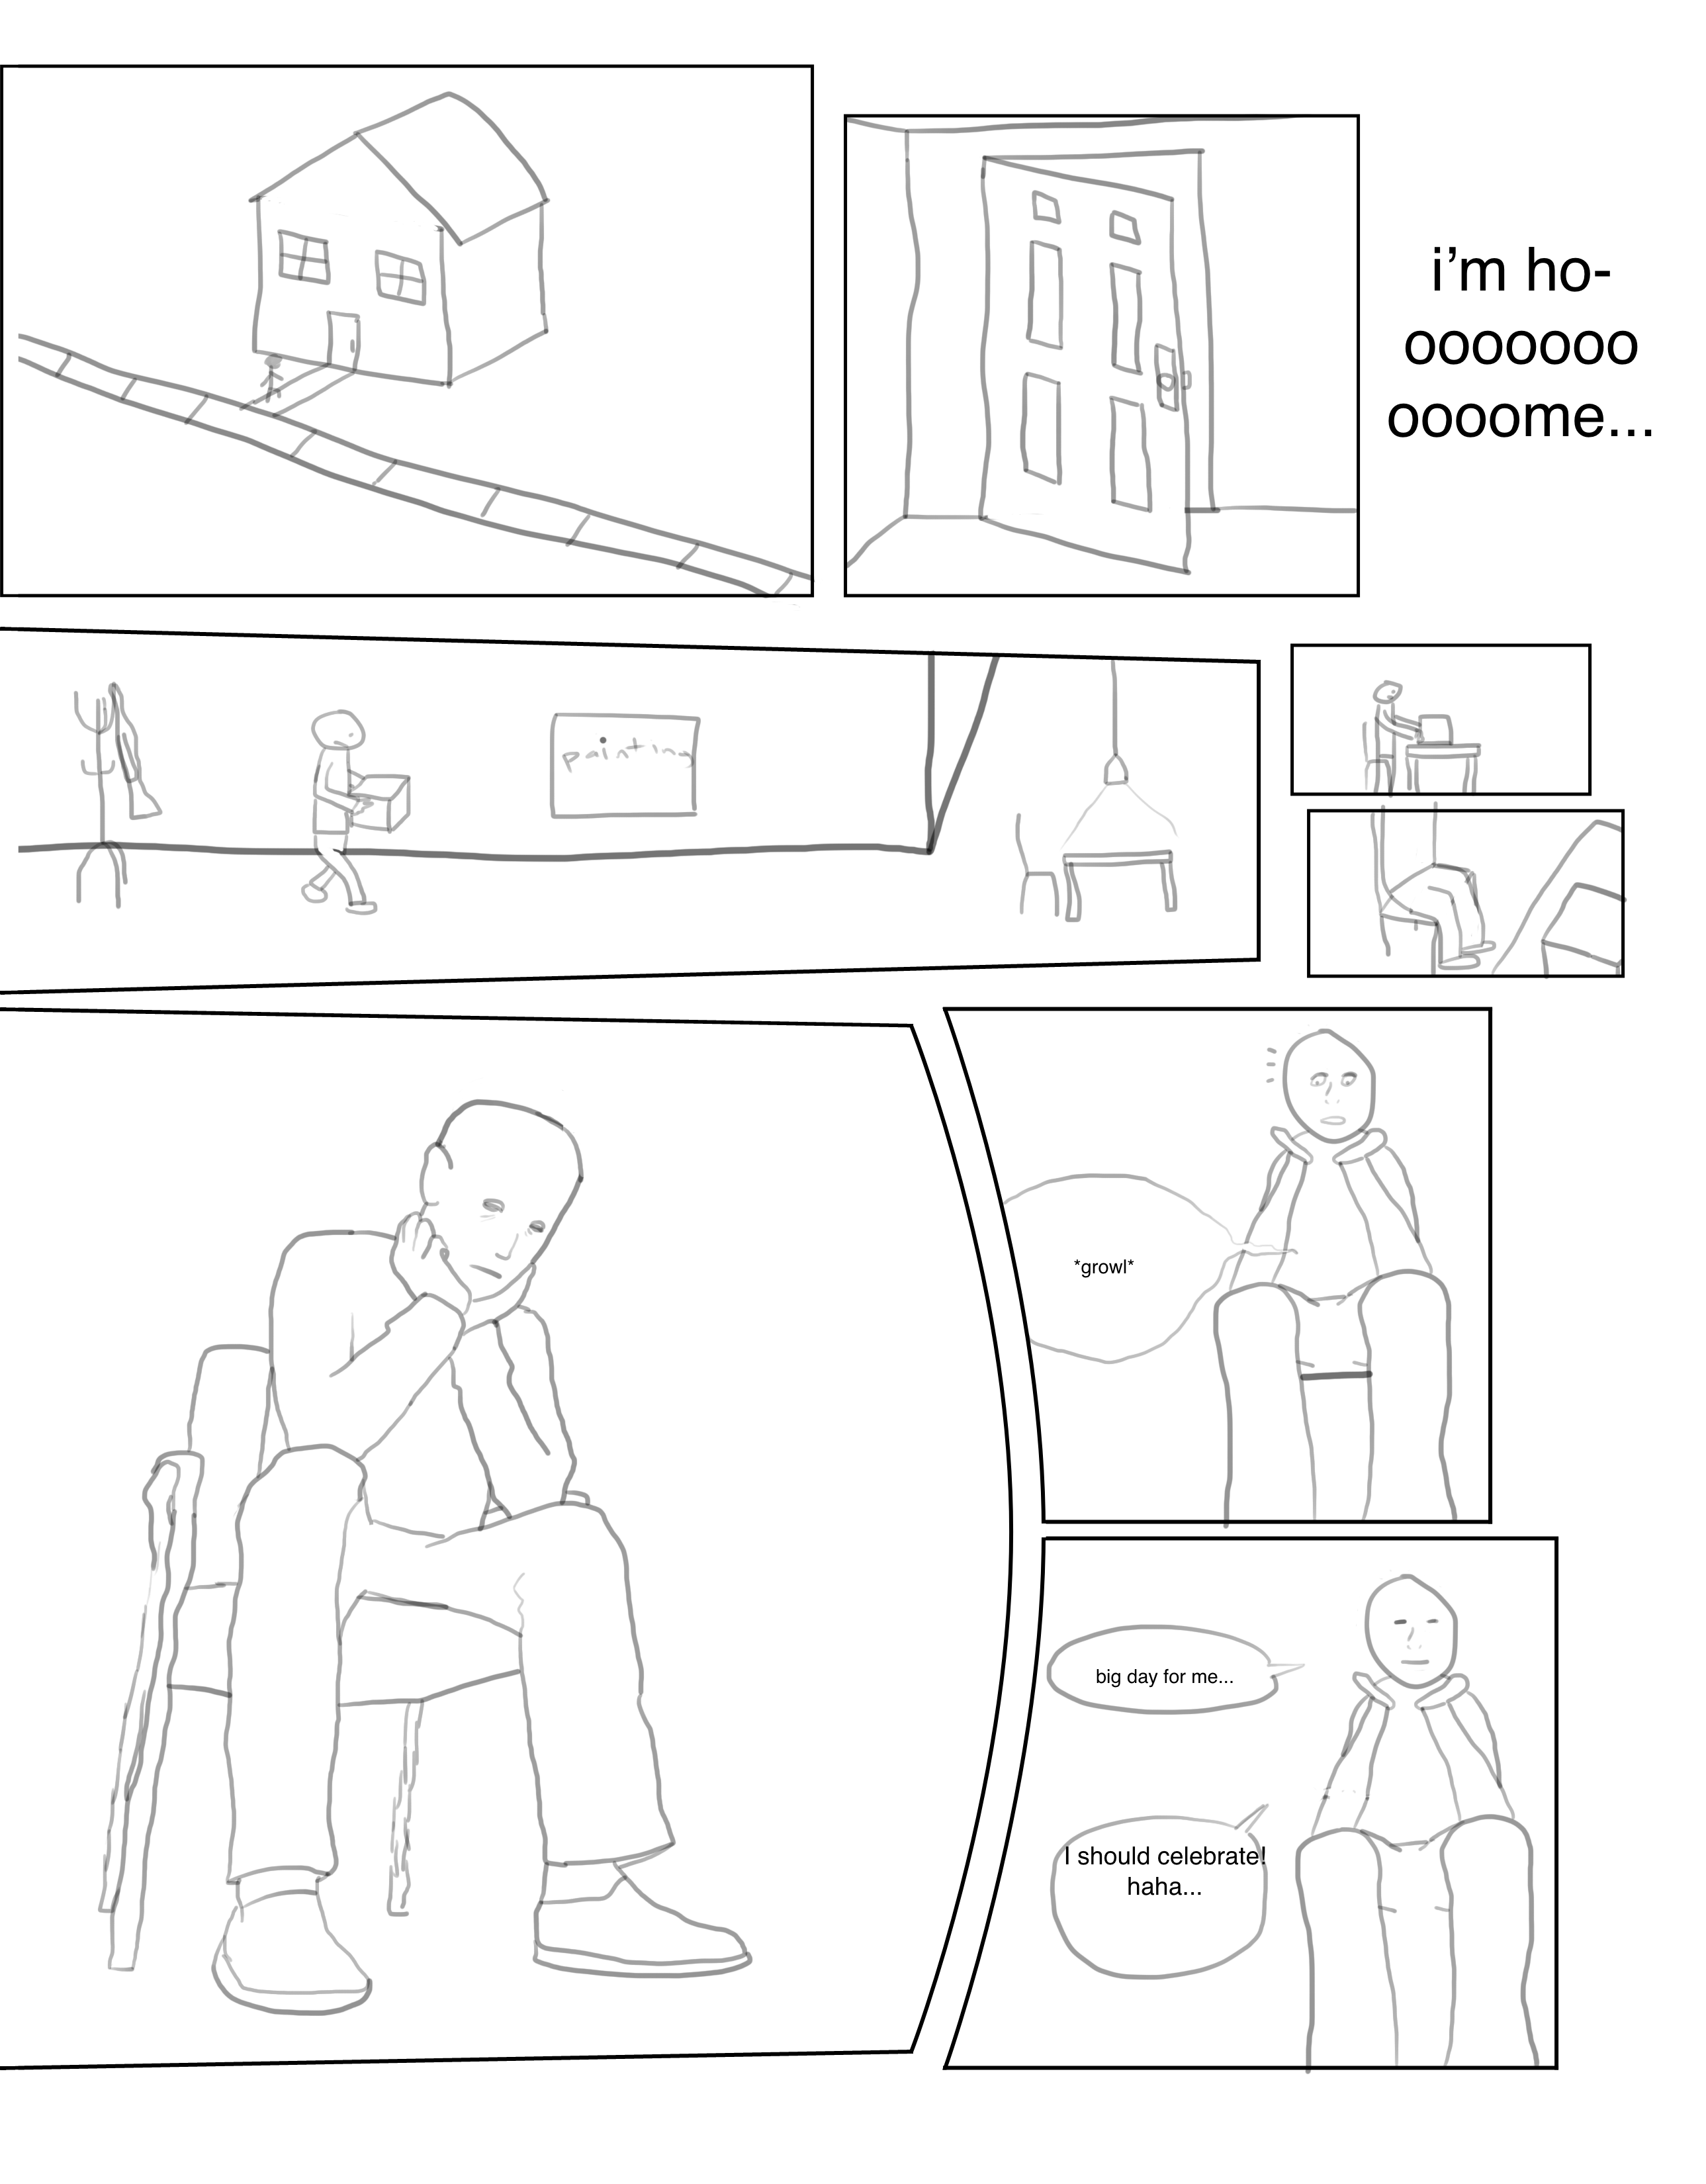 i’m ho-
ooooooo
oooome...
painting
*growl*
big day for me...
I should celebrate!
haha...